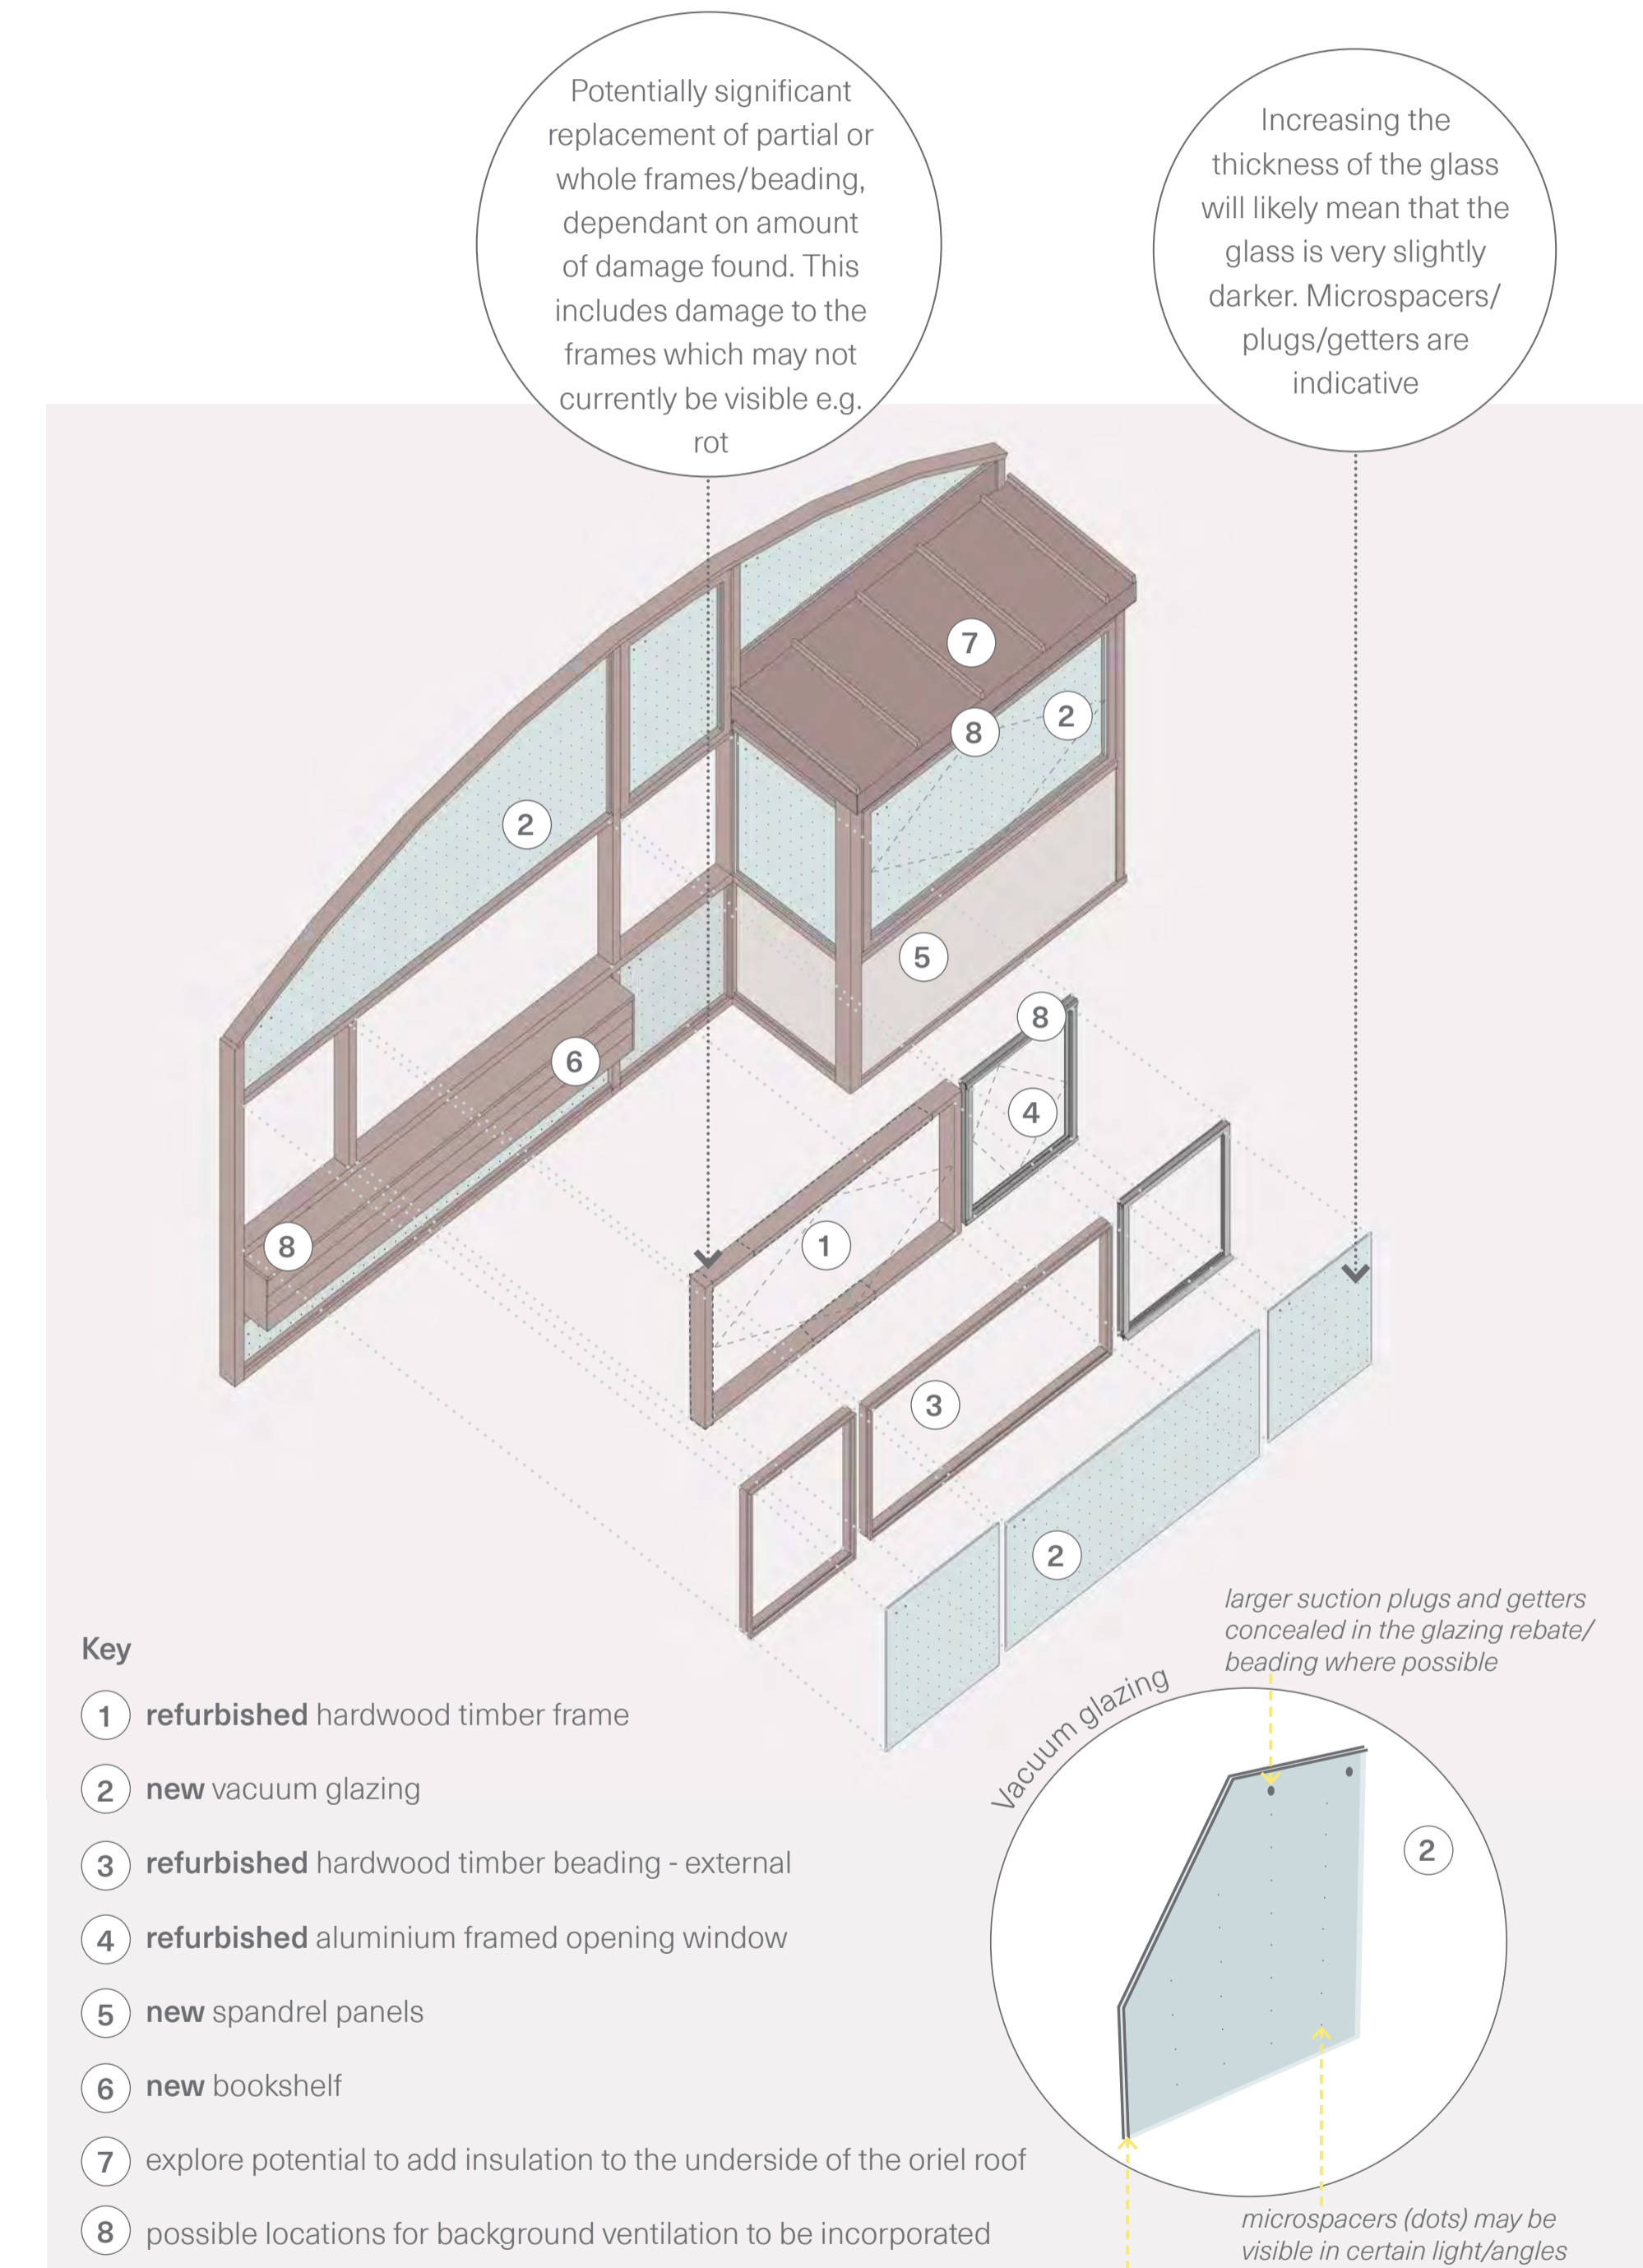 Potentially significant
replacement of partial or
whole frames/beading,
dependant on amount
of damage found. This
includes damage to the
frames which may not
currently be visible e.g.
rot
Increasing the
thickness of the glass
will likely mean that the
glass is very slightly
darker. Microspacers/
plugs/getters are
indicative
7
8
2
2
5
6
8
8
4
1
3
2
larger suction plugs and getters
concealed in the glazing rebate/
beading where possible
Vacuum glazing
2
microspacers (dots) may be
visible in certain light/angles
Key
1 refurbished hardwood timber frame
2 new vacuum glazing
3 refurbished hardwood timber beading - external
4 refurbished aluminium framed opening window
5 new spandrel panels
6 new bookshelf
7 explore potential to add insulation to the underside of the oriel roof
8 possible locations for background ventilation to be incorporated